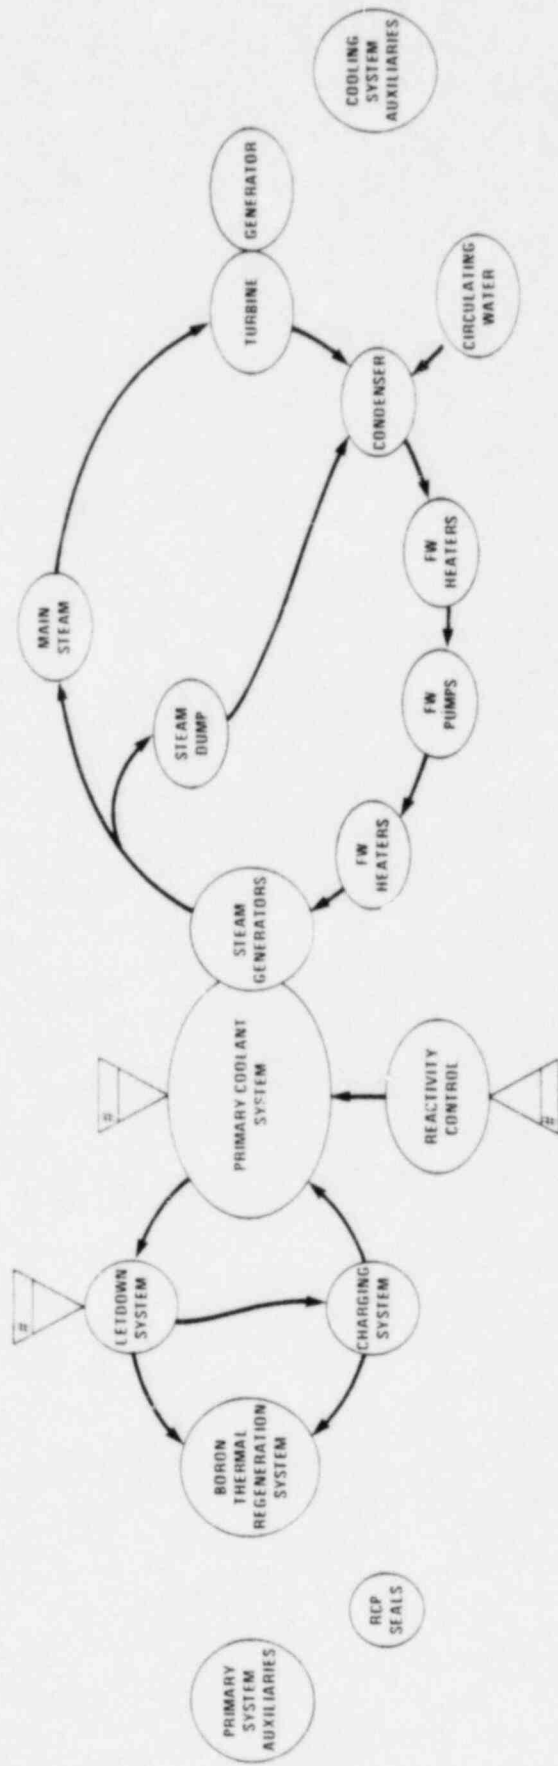 PRIMARY
SYSTEM
AUXILIARIES
RCP
SEALS
BORON
THERMAL
REGENERATION
SYSTEM
#
LETDOWN
SYSTEM
CHARGING
SYSTEM
#
PRIMARY COOLANT
SYSTEM
REACTIVITY
CONTROL
#
STEAM
GENERATORS
FW
HEATERS
STEAM
DUMP
MAIN
STEAM
FW
PUMPS
FW
HEATERS
CONDENSER
TURBINE
GENERATOR
CIRCULATING
WATER
COOLING
SYSTEM
AUXILIARIES